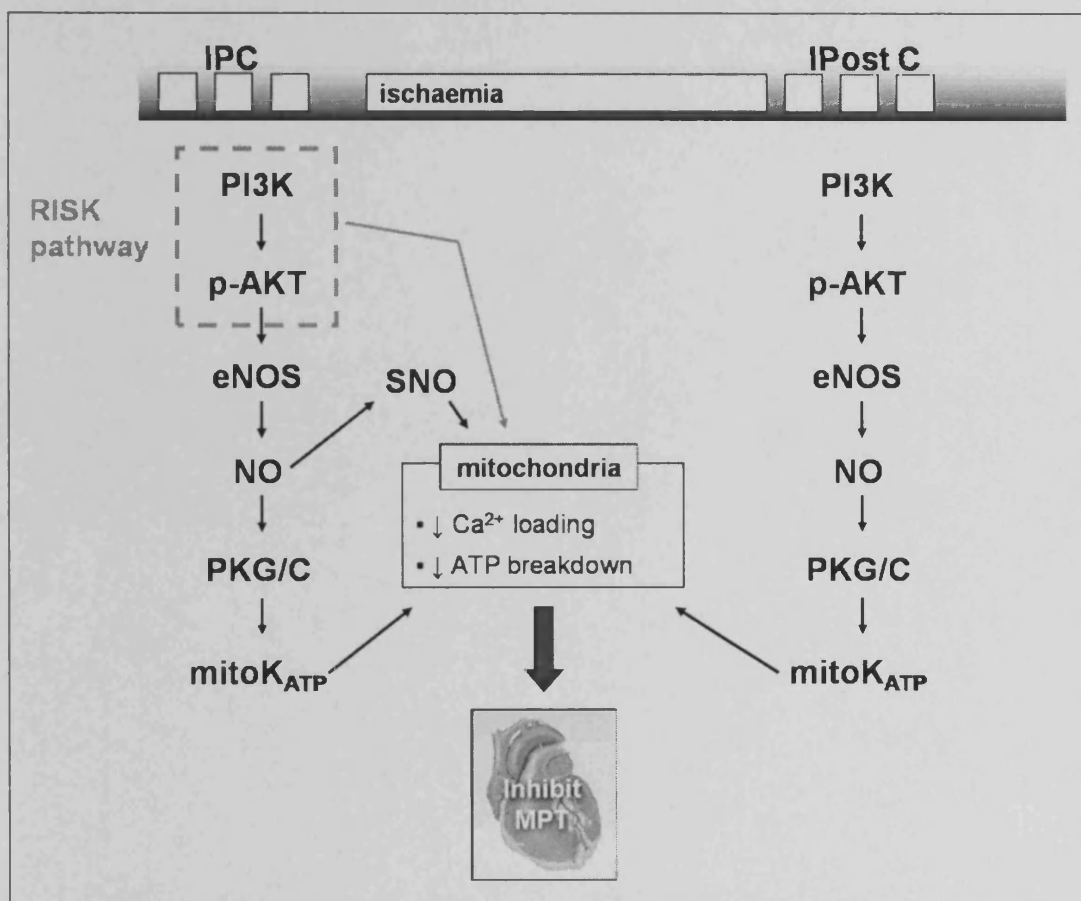 IPC
IPost C
ischaemia
RISK
pathway
PI3K
p-AKT
eNOS
SNO
NO
PKG/C
mitoK_ATP
mitochondria
▪ ↓ Ca²⁺ loading
▪ ↓ ATP breakdown
Inhibit
MPT
PI3K
p-AKT
eNOS
NO
PKG/C
mitoK_ATP